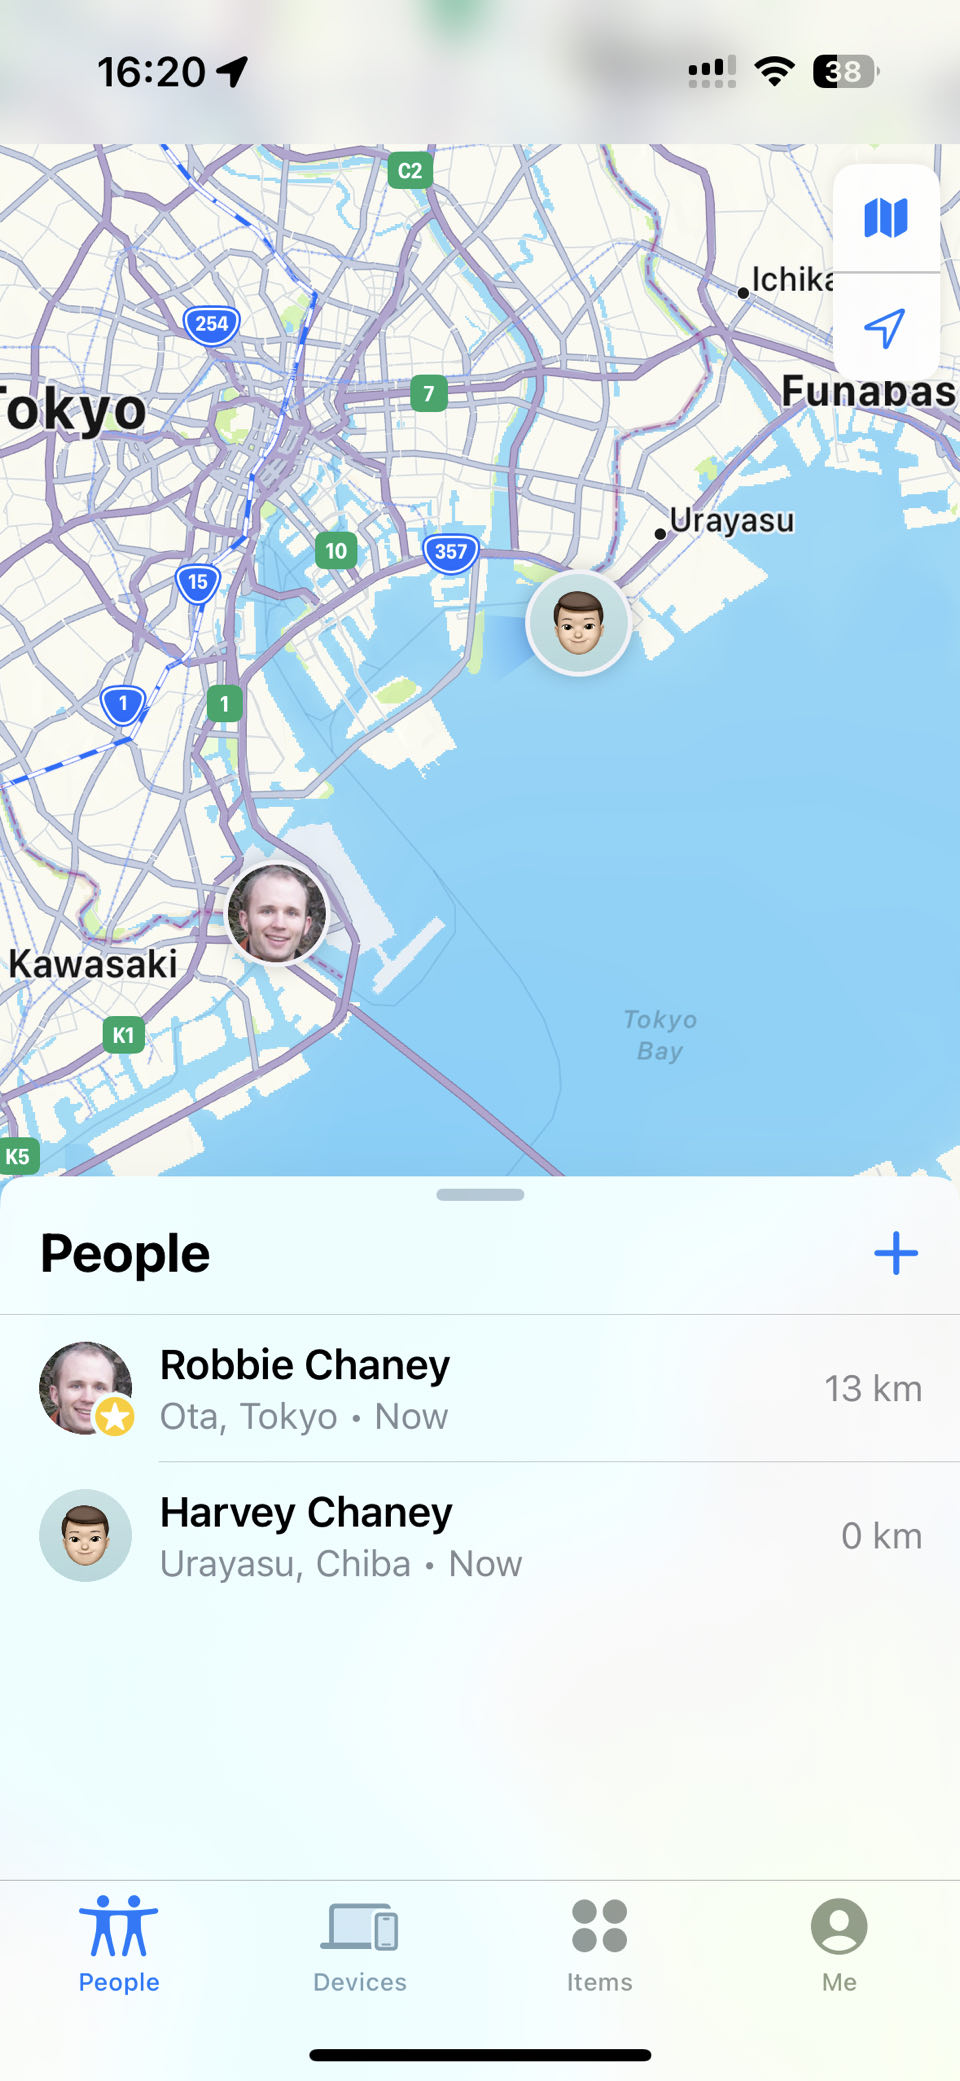 16:20
38
C2
Ichika
254
Funabas
7
Tokyo
Urayasu
10
357
15
1
1
Kawasaki
Tokyo
Bay
K1
K5
People
Robbie Chaney
13 km
Ota, Tokyo • Now
Harvey Chaney
0 km
Urayasu, Chiba • Now
People
Devices
Items
Me